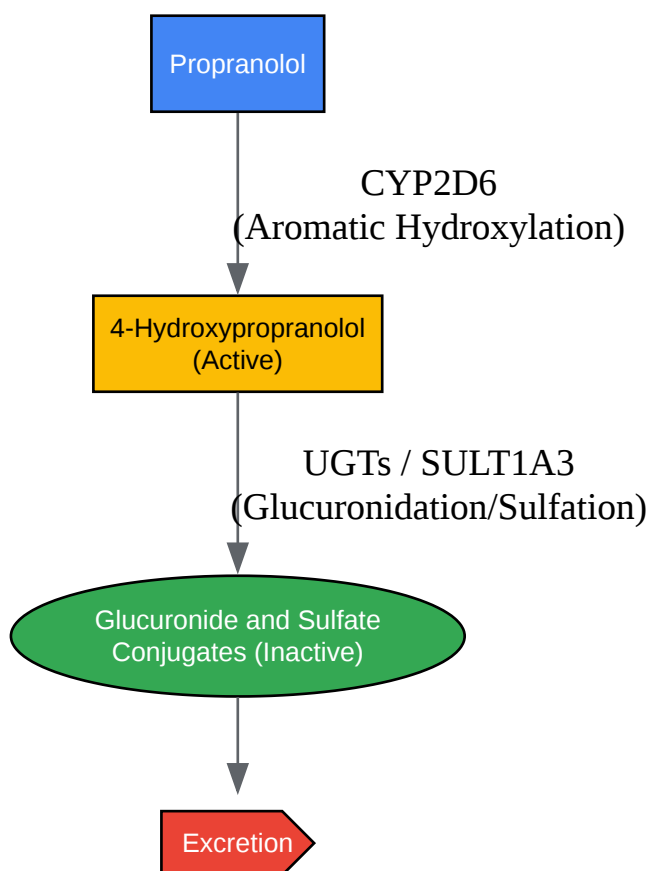 Propranolol
CYP2D6
(Aromatic Hydroxylation)
4-Hydroxypropranolol
(Active)
UGTs / SULT1A3
(Glucuronidation/Sulfation)
Glucuronide and Sulfate
Conjugates (Inactive)
Excretion